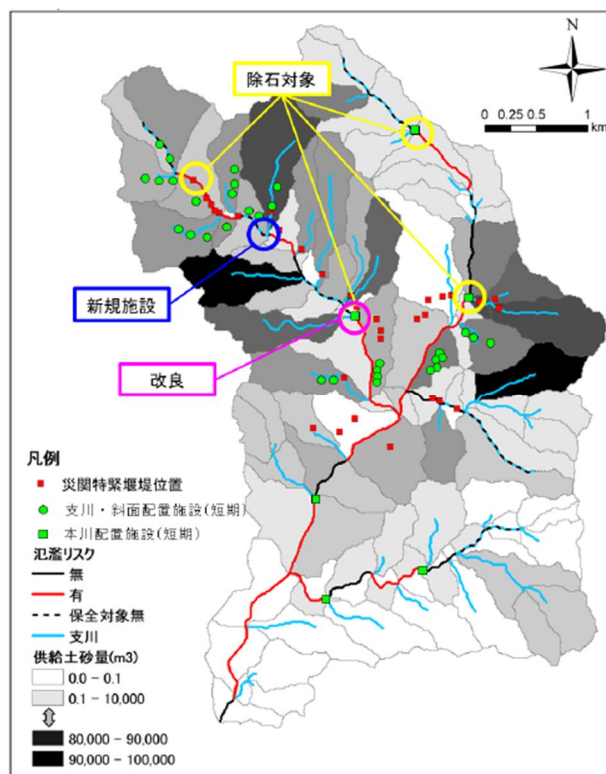 N
除石対象
0 0.25 0.5 1
km
新規施設
改良
凡例
災関特緊堰堤位置
支川・斜面配置施設(短期)
本川配置施設(短期)
氾濫リスク
無
有
保全対象無
支川
供給土砂量(m3)
0.0 - 0.1
0.1 - 10,000
80,000 - 90,000
90,000 - 100,000